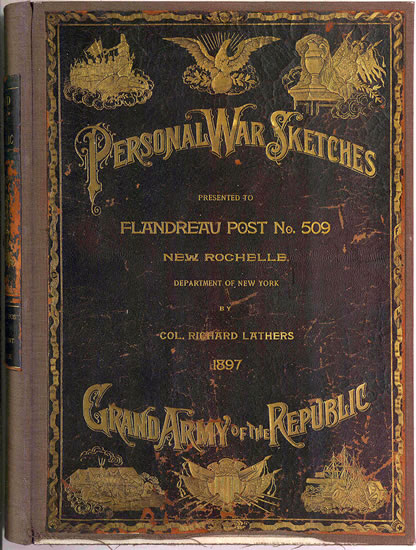 PERSONAL WAR SKETCHES
PRESENTED TO
FLANDREAU POST No. 509
NEW ROCHELLE,
DEPARTMENT OF NEW YORK
BY
COL. RICHARD LATHERS
1897
GRAND ARMY OF THE REPUBLIC